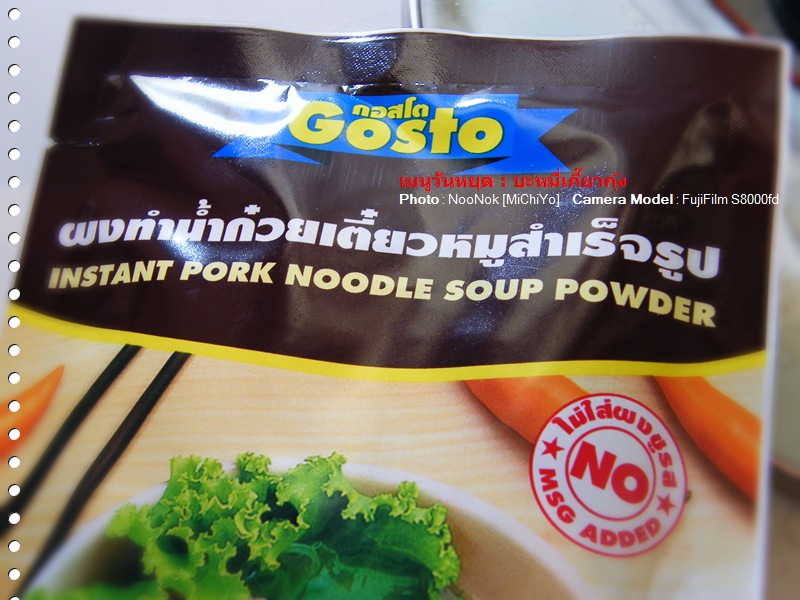 กอสโต
Gosto
เมนูวันหยุด : บะหมี่เกี๊ยวกุ้ง
Photo : NooNok [MiChiYo] Camera Model : FujiFilm S8000fd
ผงทำน้ำก๋วยเตี๋ยวหมูสำเร็จรูป
INSTANT PORK NOODLE SOUP POWDER
ไม่ใส่ผงชูรส
NO
MSG ADDED